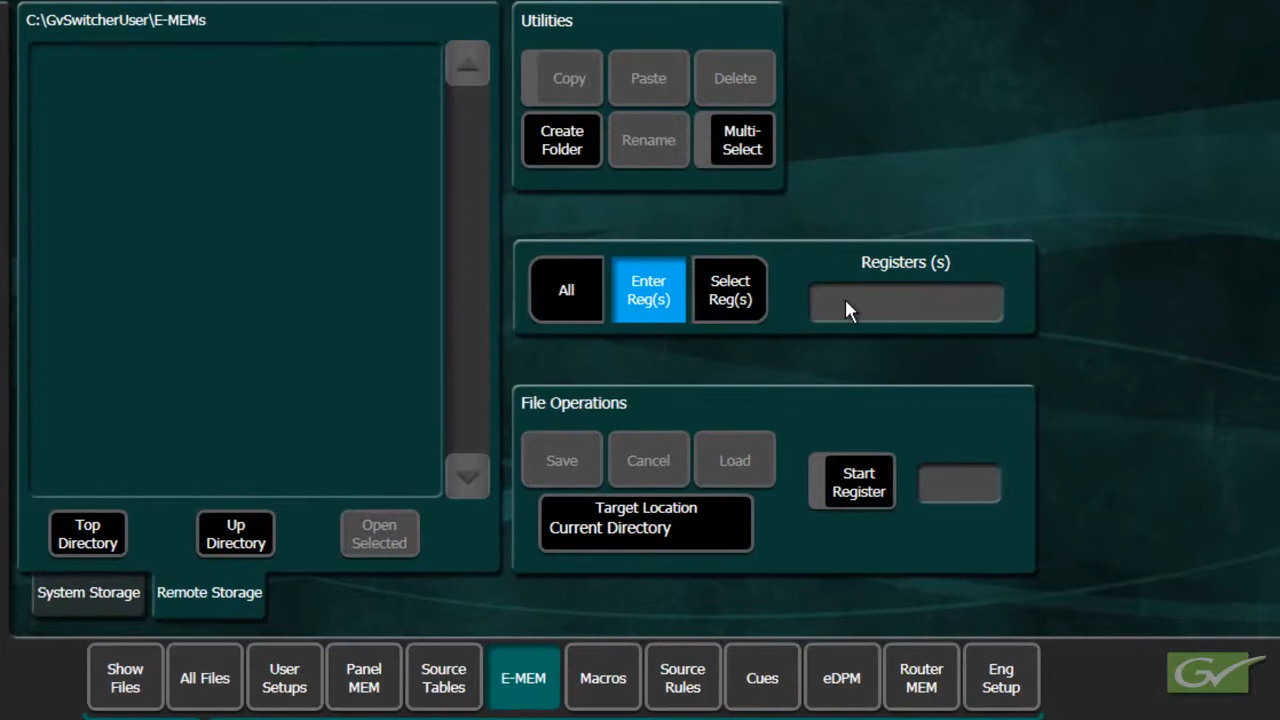 C:\GvSwitcherUser\E-MEMs
Utilities
Copy
Paste
Delete
Create
Folder
Rename
Multi-
Select
All
Enter
Reg(s)
Select
Reg(s)
Registers (s)
File Operations
Save
Cancel
Load
Start
Register
Target Location
Current Directory
Top
Directory
Up
Directory
Open
Selected
System Storage
Remote Storage
Show
Files
All Files
User
Setups
Panel
MEM
Source
Tables
E-MEM
Macros
Source
Rules
Cues
eDPM
Router
MEM
Eng
Setup
GV